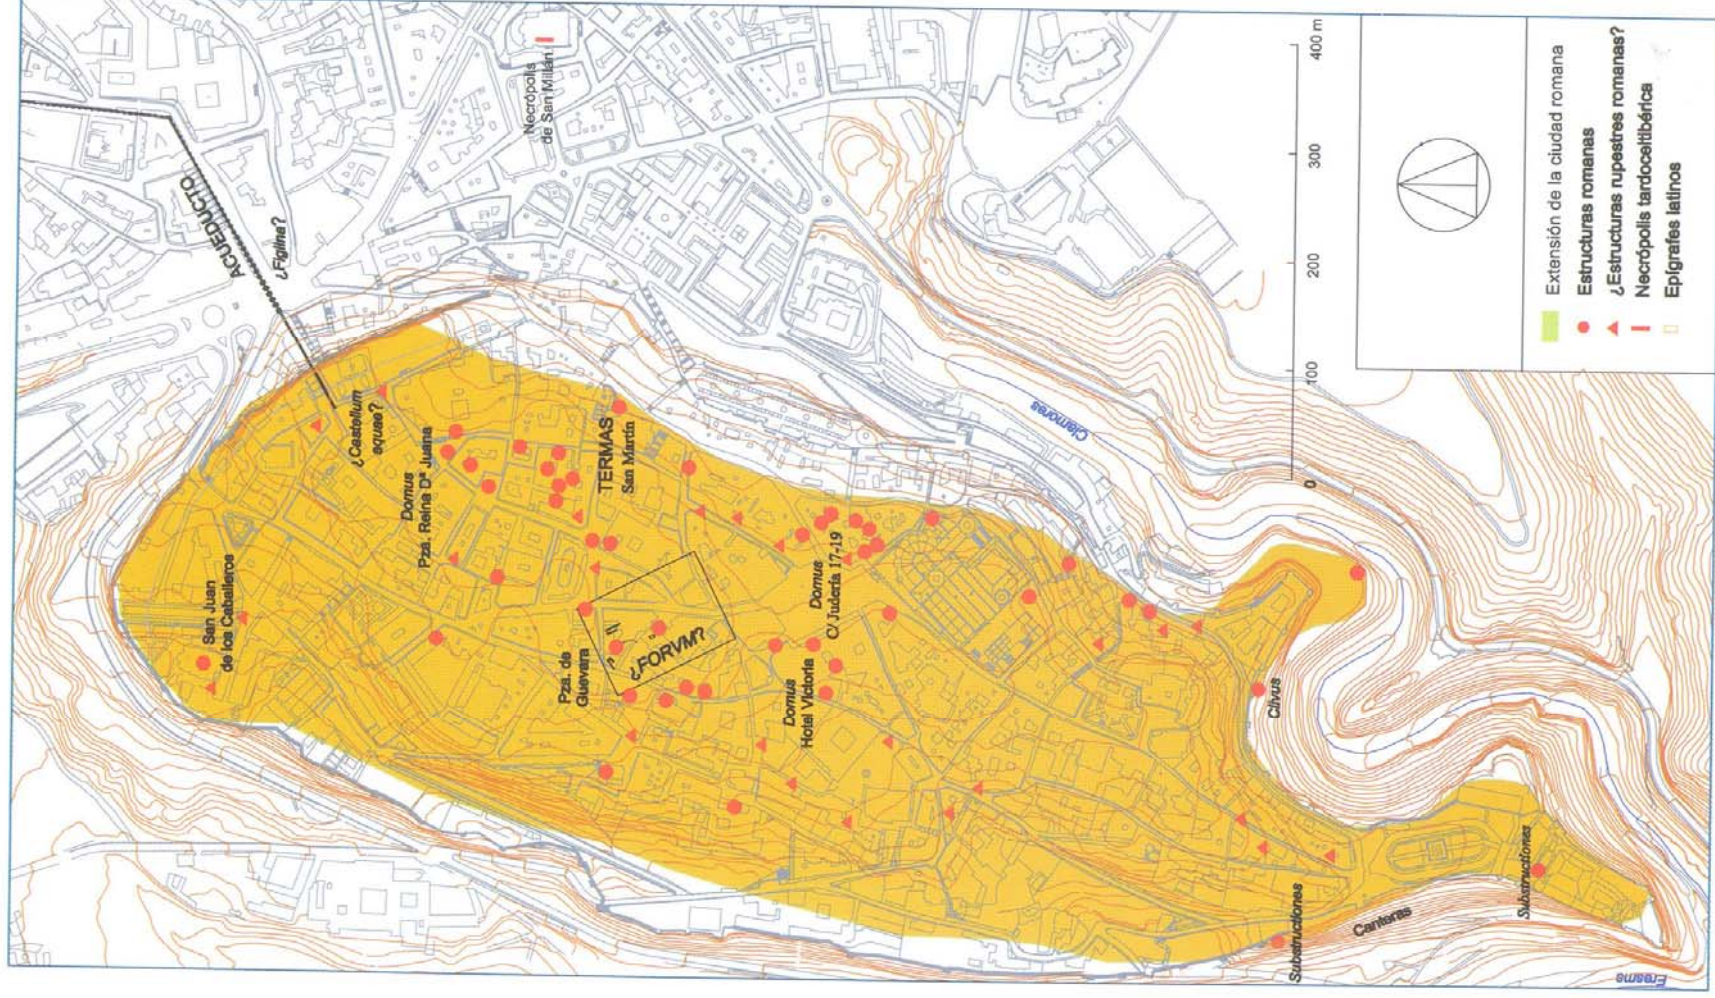 ACUEDUCTO
¿Figlina?
Necrópolis
de San Millán
¿Castellum
aquae?
Domus
Pza. Reina Dª Juana
San Juan
de los Caballeros
TERMAS
San Martín
Pza. de
Guevara
¿FORVM?
Domus
C/ Judería 17-19
Domus
Hotel Victoria
Clamores
Clivus
Substructiones
Canteras
Substructiones
Eresma
0
100
200
300
400 m
Extensión de la ciudad romana
Estructuras romanas
¿Estructuras rupestres romanas?
Necrópolis tardoceltibérica
Epígrafes latinos